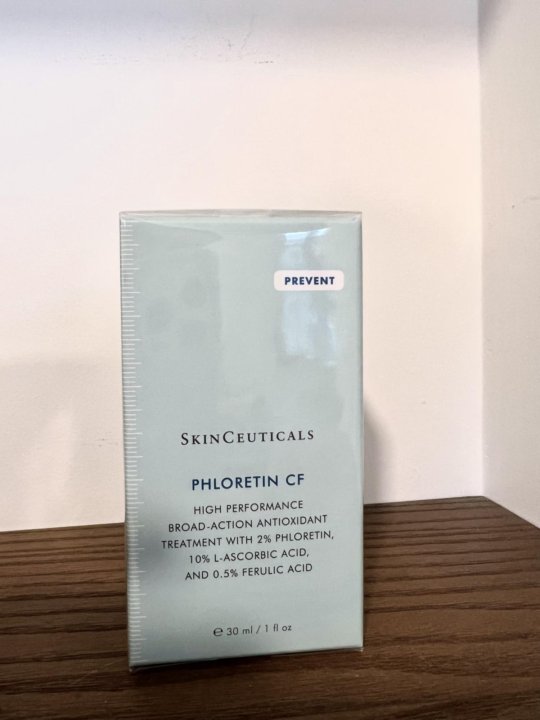 PREVENT
SKINCEUTICALS
PHLORETIN CF
HIGH PERFORMANCE
BROAD-ACTION ANTIOXIDANT
TREATMENT WITH 2% PHLORETIN,
10% L-ASCORBIC ACID,
AND 0.5% FERULIC ACID
℮ 30 ml / 1 fl oz